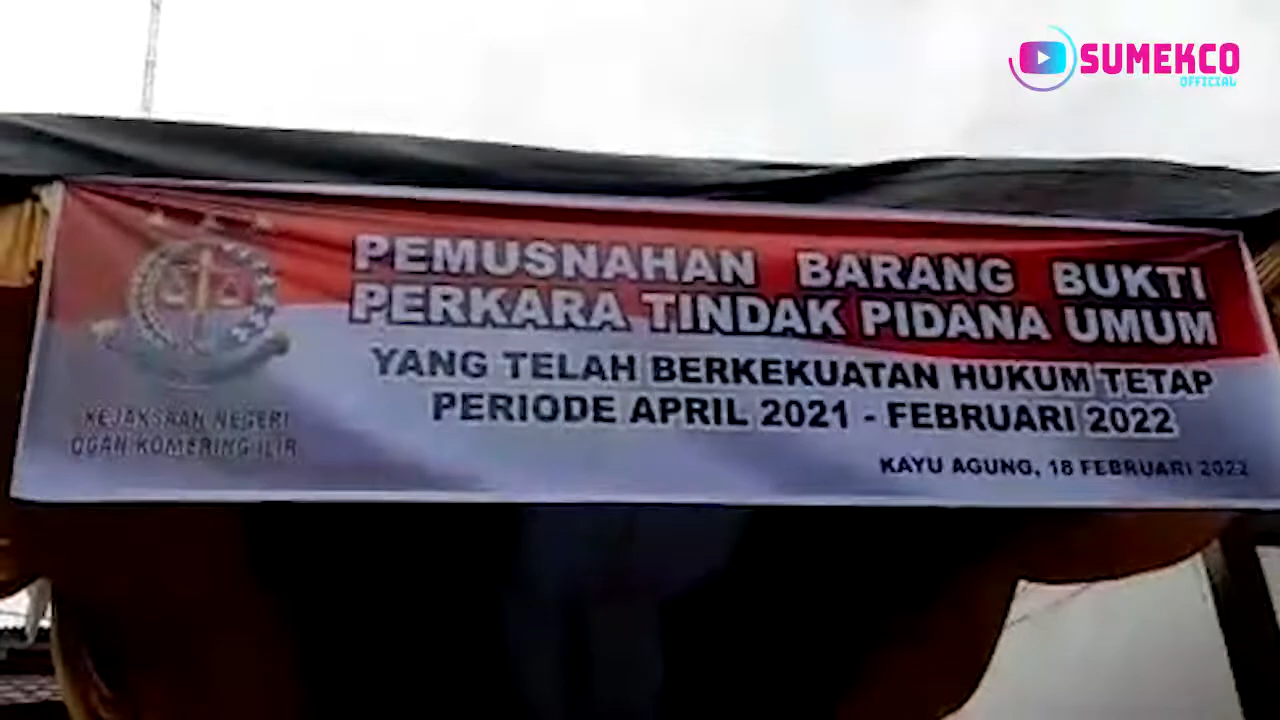 SUMEKCO
OFFICIAL
PEMUSNAHAN BARANG BUKTI
PERKARA TINDAK PIDANA UMUM
YANG TELAH BERKEKUATAN HUKUM TETAP
PERIODE APRIL 2021 - FEBRUARI 2022
KAYU AGUNG, 18 FEBRUARI 2022
KEJAKSAAN NEGERI
OGAN KOMERING ILIR